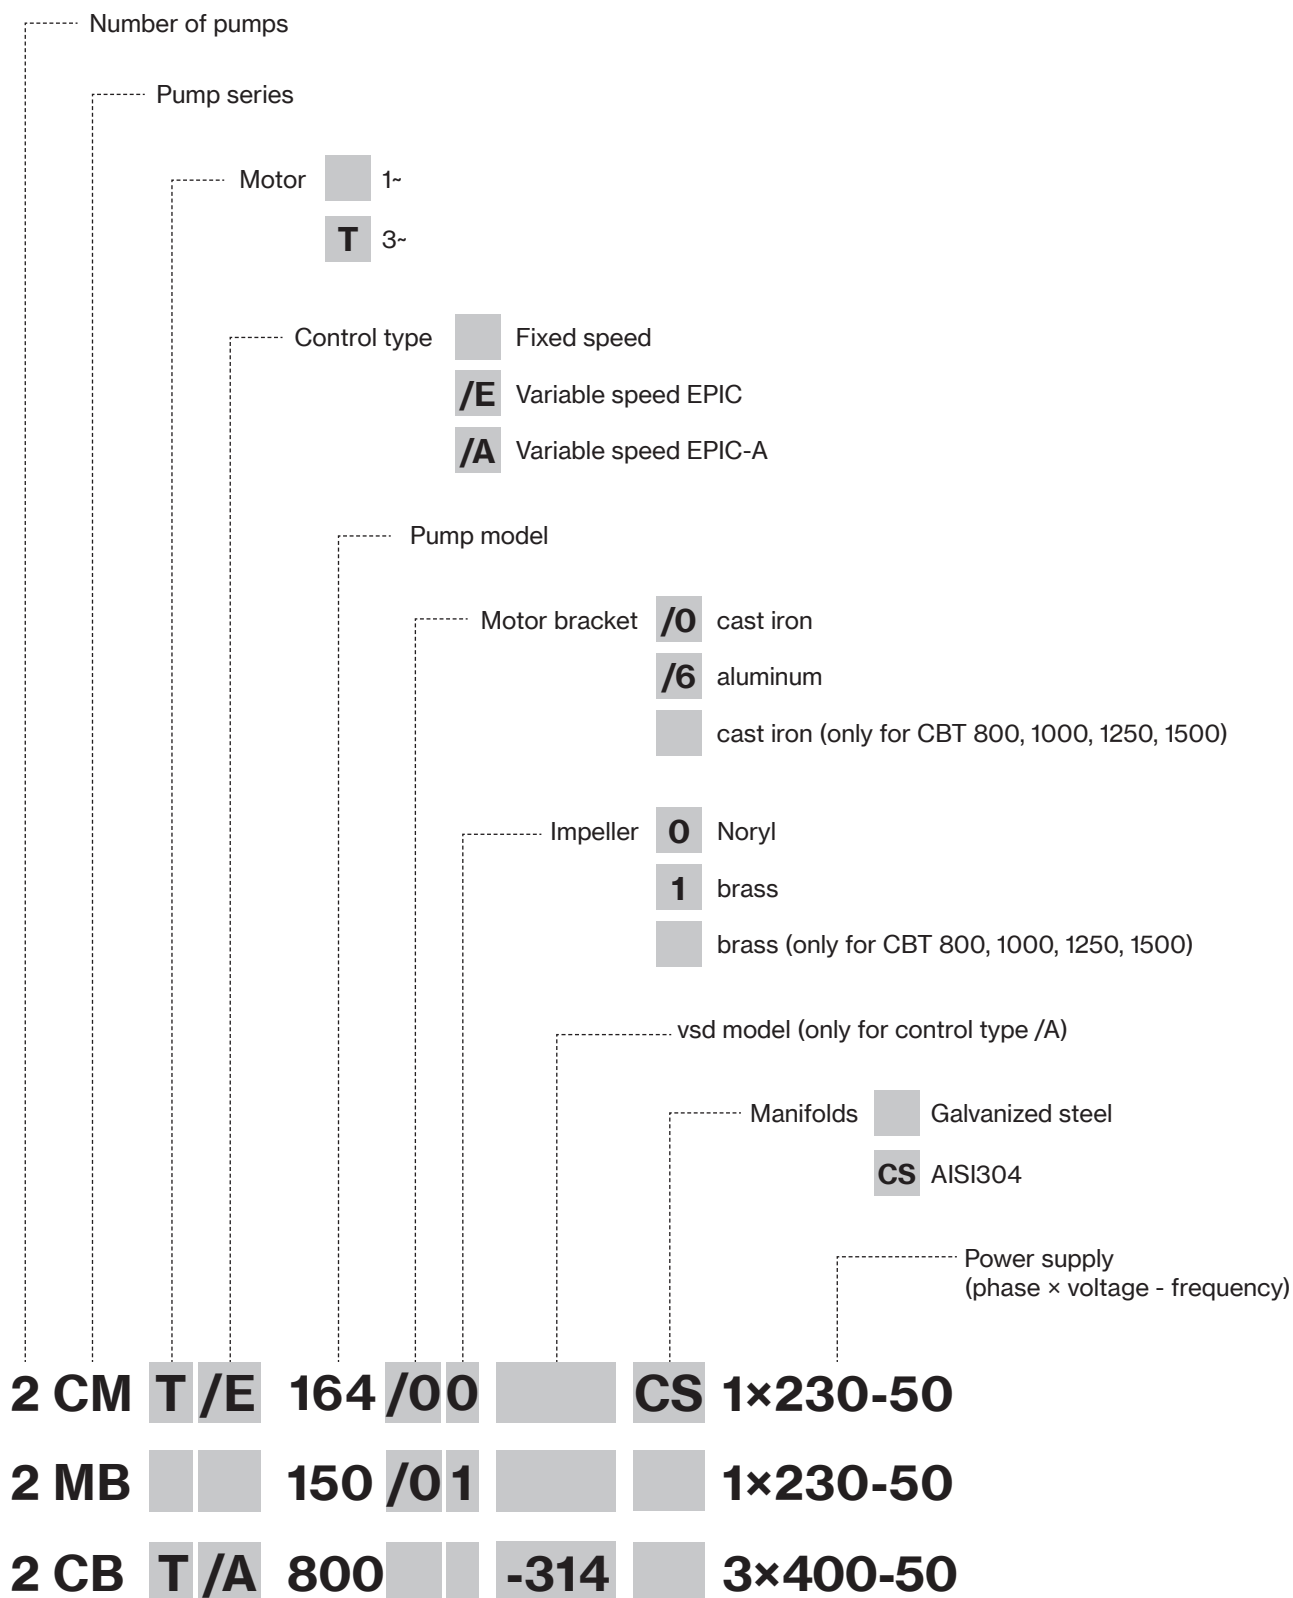 Number of pumps
Pump series
Motor 1~
T 3~
Control type Fixed speed
/E Variable speed EPIC
/A Variable speed EPIC-A
Pump model
Motor bracket /0 cast iron
/6 aluminum
cast iron (only for CBT 800, 1000, 1250, 1500)
Impeller 0 Noryl
1 brass
brass (only for CBT 800, 1000, 1250, 1500)
vsd model (only for control type /A)
Manifolds Galvanized steel
CS AISI304
Power supply
(phase × voltage - frequency)
2 CM T /E 164 /0 0 CS 1×230-50
2 MB 150 /0 1 1×230-50
2 CB T /A 800 -314 3×400-50